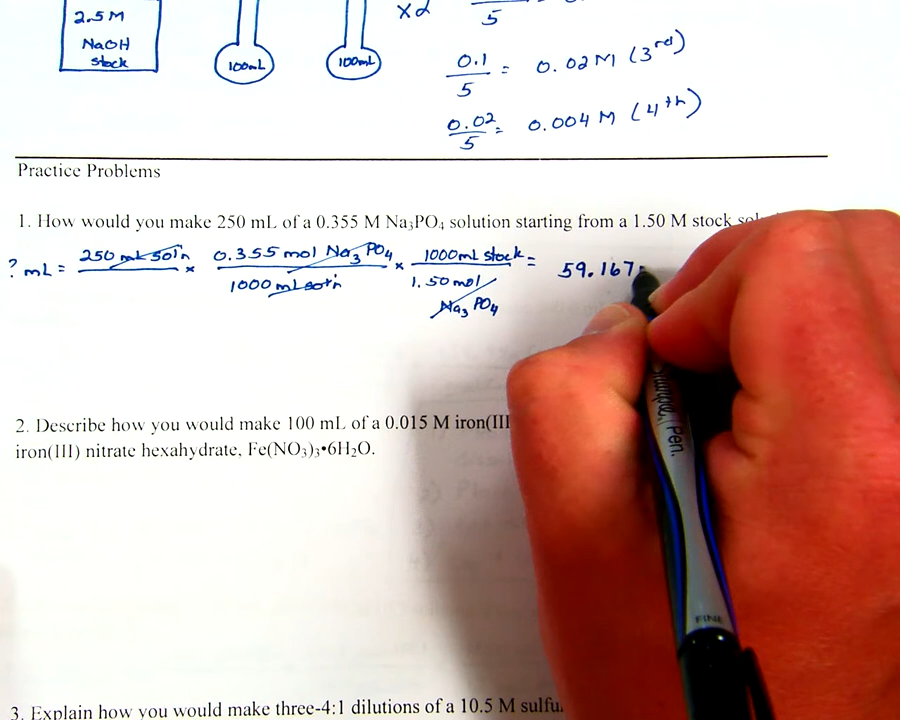 2.5 M
NaOH
stock
100mL
100mL
x2
5
0.1/5 = 0.02 M (3rd)
0.02/5 = 0.004 M (4th)
Practice Problems
1. How would you make 250 mL of a 0.355 M Na₃PO₄ solution starting from a 1.50 M stock
? mL = 250 mL sol'n / × 0.355 mol Na₃PO₄ / 1000 mL sol'n × 1000 mL stock / 1.50 mol Na₃PO₄ = 59.167
2. Describe how you would make 100 mL of a 0.015 M iron(III
iron(III) nitrate hexahydrate, Fe(NO₃)₃•6H₂O.
3. Explain how you would make three-4:1 dilutions of a 10.5 M
Pen.
FINE